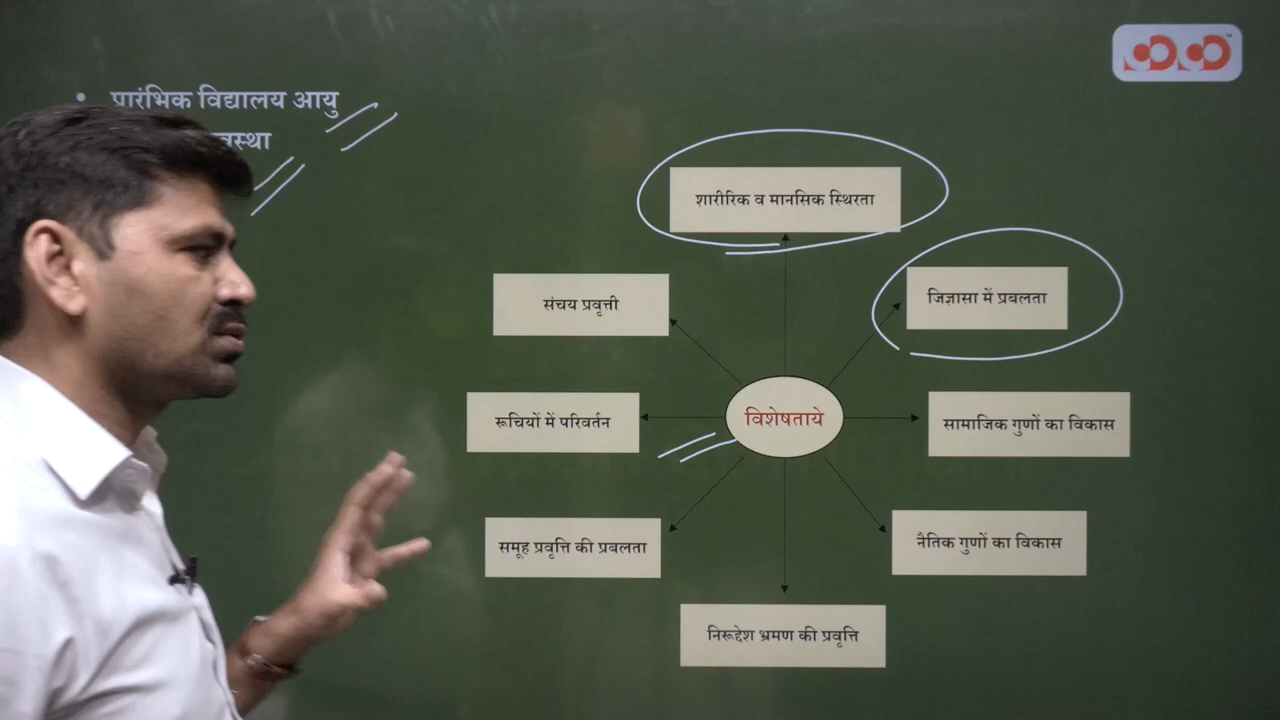 • प्रारंभिक विद्यालय आयु
शारीरिक व मानसिक स्थिरता
जिज्ञासा में प्रबलता
संचय प्रवृत्ती
रूचियों में परिवर्तन
विशेषताये
सामाजिक गुणों का विकास
समूह प्रवृत्ति की प्रबलता
नैतिक गुणों का विकास
निरूद्देश भ्रमण की प्रवृत्ति